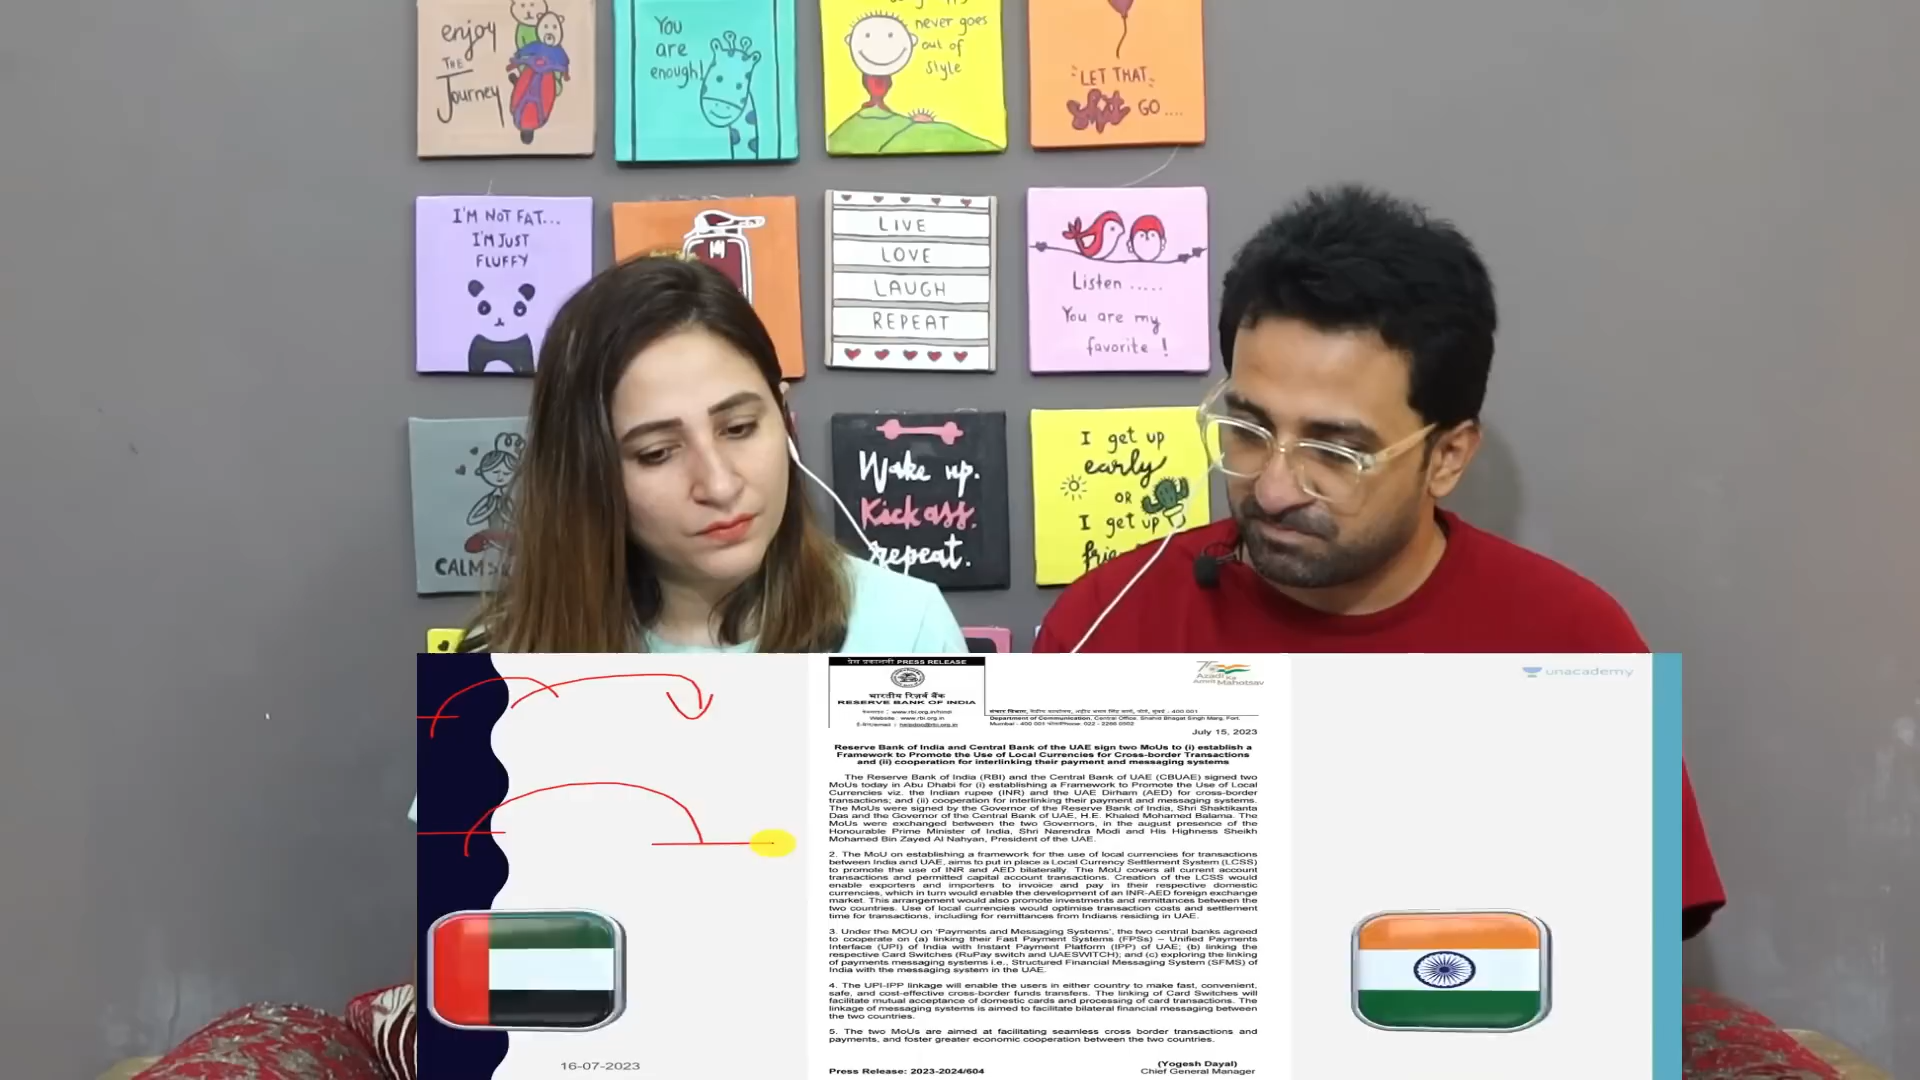 enjoy
THE
Journey
You
are
enough!
never goes
out of
style
LET THAT
Shit GO ....
I'M NOT FAT...
I'M JUST
FLUFFY
LIVE
LOVE
LAUGH
REPEAT
Listen .....
You are my
favorite !
CALM
Wake up.
Kick ass.
repeat.
I get up
early
OR
I get up
प्रेस प्रकाशनी PRESS RELEASE
भारतीय रिज़र्व बैंक
RESERVE BANK OF INDIA
Website : www.rbi.org.in
Azadi Ka
Amrit Mahotsav
unacademy
Department of Communication, Central Office, Shahid Bhagat Singh Marg, Fort,
July 15, 2023
Reserve Bank of India and Central Bank of the UAE sign two MoUs to (i) establish a
Framework to Promote the Use of Local Currencies for Cross-border Transactions
and (ii) cooperation for interlinking their payment and messaging systems
The Reserve Bank of India (RBI) and the Central Bank of UAE (CBUAE) signed two
MoUs today in Abu Dhabi for (i) establishing a Framework to Promote the Use of Local
Currencies viz. the Indian rupee (INR) and the UAE Dirham (AED) for cross-border
transactions; and (ii) cooperation for interlinking their payment and messaging systems.
The MoUs were signed by the Governor of the Reserve Bank of India, Shri Shaktikanta
Das and the Governor of the Central Bank of UAE, H.E. Khaled Mohamed Balama. The
MoUs were exchanged between the two Governors, in the august presence of the
Honourable Prime Minister of India, Shri Narendra Modi and His Highness Sheikh
Mohamed Bin Zayed Al Nahyan, President of the UAE.
2. The MoU on establishing a framework for the use of local currencies for transactions
between India and UAE, aims to put in place a Local Currency Settlement System (LCSS)
to promote the use of INR and AED bilaterally. The MoU covers all current account
transactions and permitted capital account transactions. Creation of the LCSS would
enable exporters and importers to invoice and pay in their respective domestic
currencies, which in turn would enable the development of an INR-AED foreign exchange
market. This arrangement would also promote investments and remittances between the
two countries. Use of local currencies would optimise transaction costs and settlement
time for transactions, including for remittances from Indians residing in UAE.
3. Under the MOU on 'Payments and Messaging Systems', the two central banks agreed
to cooperate on (a) linking their Fast Payment Systems (FPSs) – Unified Payments
Interface (UPI) of India with Instant Payment Platform (IPP) of UAE; (b) linking the
respective Card Switches (RuPay switch and UAESWITCH); and (c) exploring the linking
of payments messaging systems i.e., Structured Financial Messaging System (SFMS) of
India with the messaging system in the UAE.
4. The UPI-IPP linkage will enable the users in either country to make fast, convenient,
safe, and cost-effective cross-border funds transfers. The linking of Card Switches will
facilitate mutual acceptance of domestic cards and processing of card transactions. The
linkage of messaging systems is aimed to facilitate bilateral financial messaging between
the two countries.
5. The two MoUs are aimed at facilitating seamless cross border transactions and
payments, and foster greater economic cooperation between the two countries.
(Yogesh Dayal)
Press Release: 2023-2024/604 Chief General Manager
16-07-2023